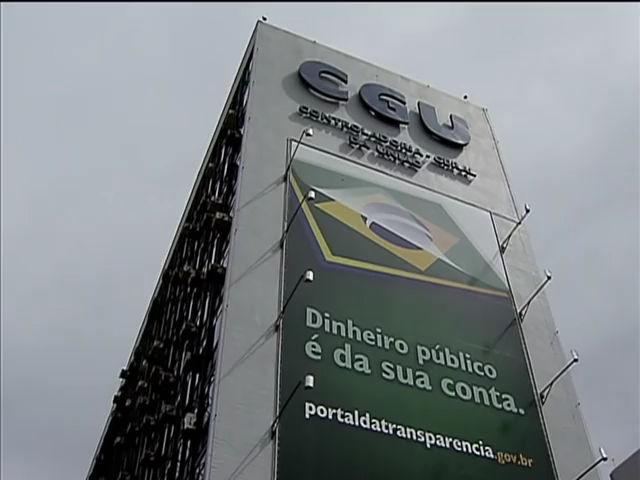 CGU
CONTROLADORIA-GERAL
DA UNIÃO
Dinheiro público
é da sua conta.
portaldatransparencia.gov.br